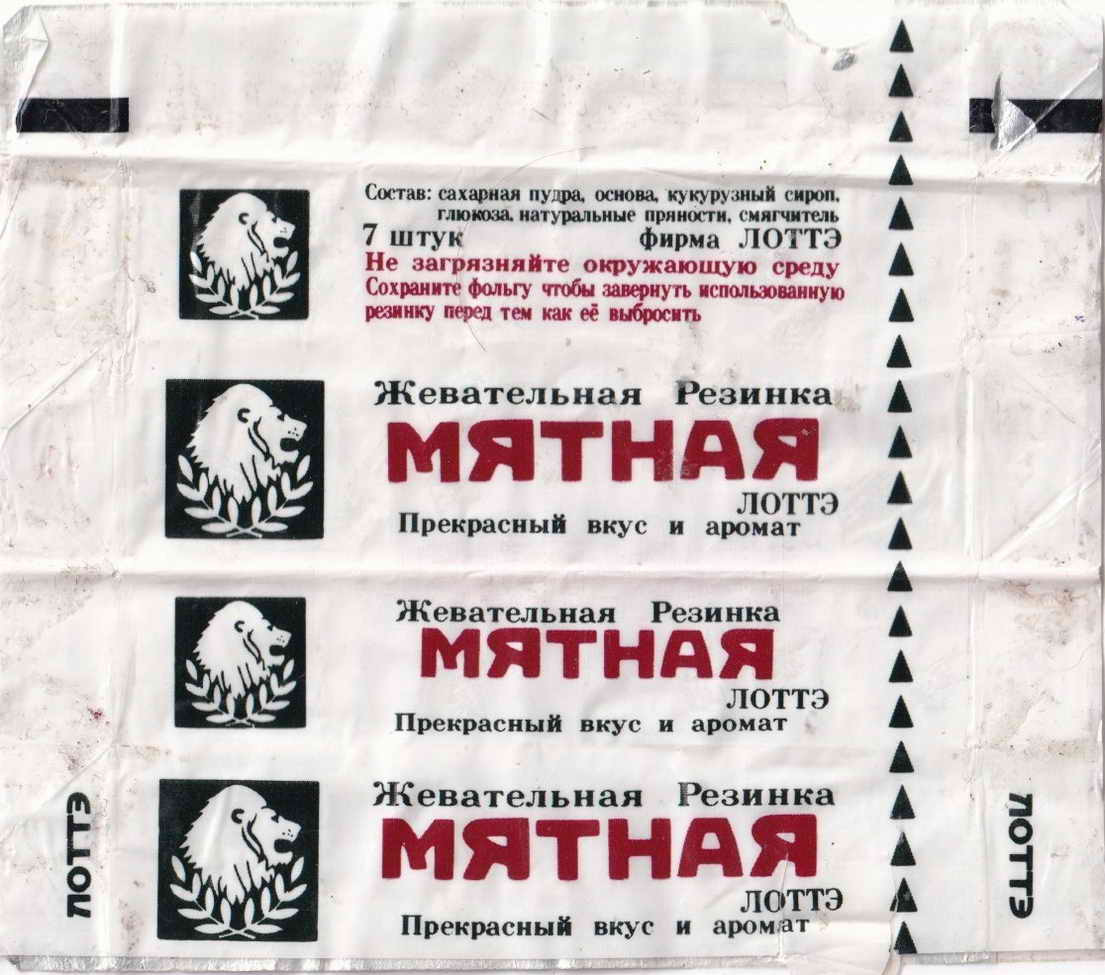 Состав: сахарная пудра, основа, кукурузный сироп.
глюкоза. натуральные пряности, смягчитель
7 штук фирма ЛОТТЭ
Не загрязняйте окружающую среду
Сохраните фольгу чтобы завернуть использованную
резинку перед тем как её выбросить
Жевательная Резинка
МЯТНАЯ
ЛОТТЭ
Прекрасный вкус и аромат
Жевательная Резинка
МЯТНАЯ
ЛОТТЭ
Прекрасный вкус и аромат
Жевательная Резинка
МЯТНАЯ
ЛОТТЭ
Прекрасный вкус и аромат
ЛОТТЭ
ЛОТТЭ